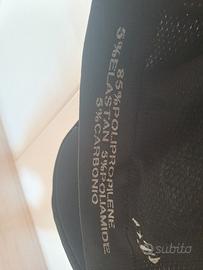 85%POLIPROPILENE
5%ELASTAN 5%POLIAMIDE
5%CARBONIO
subito